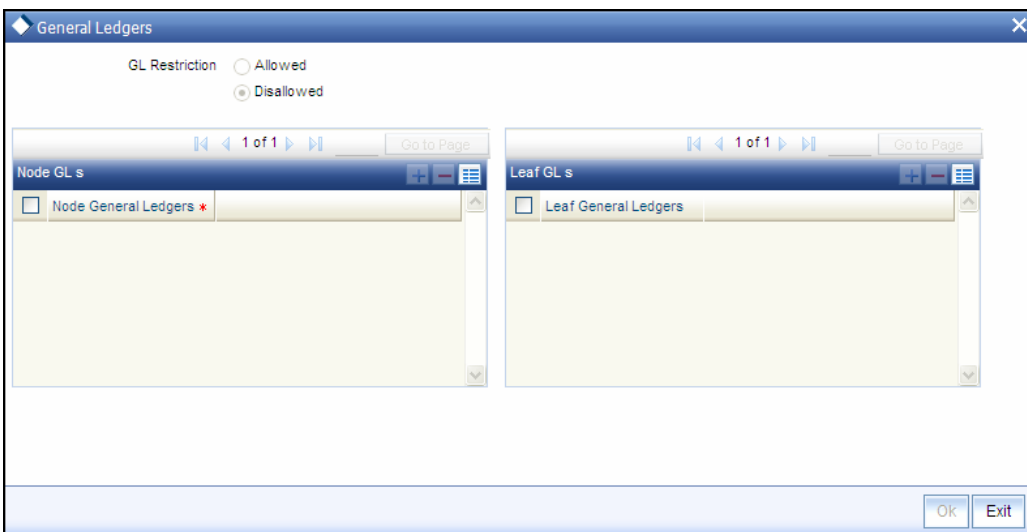 General Ledgers
GL Restriction Allowed
Disallowed
1 of 1 Go to Page
Node GL s
Node General Ledgers *
1 of 1 Go to Page
Leaf GL s
Leaf General Ledgers
Ok Exit